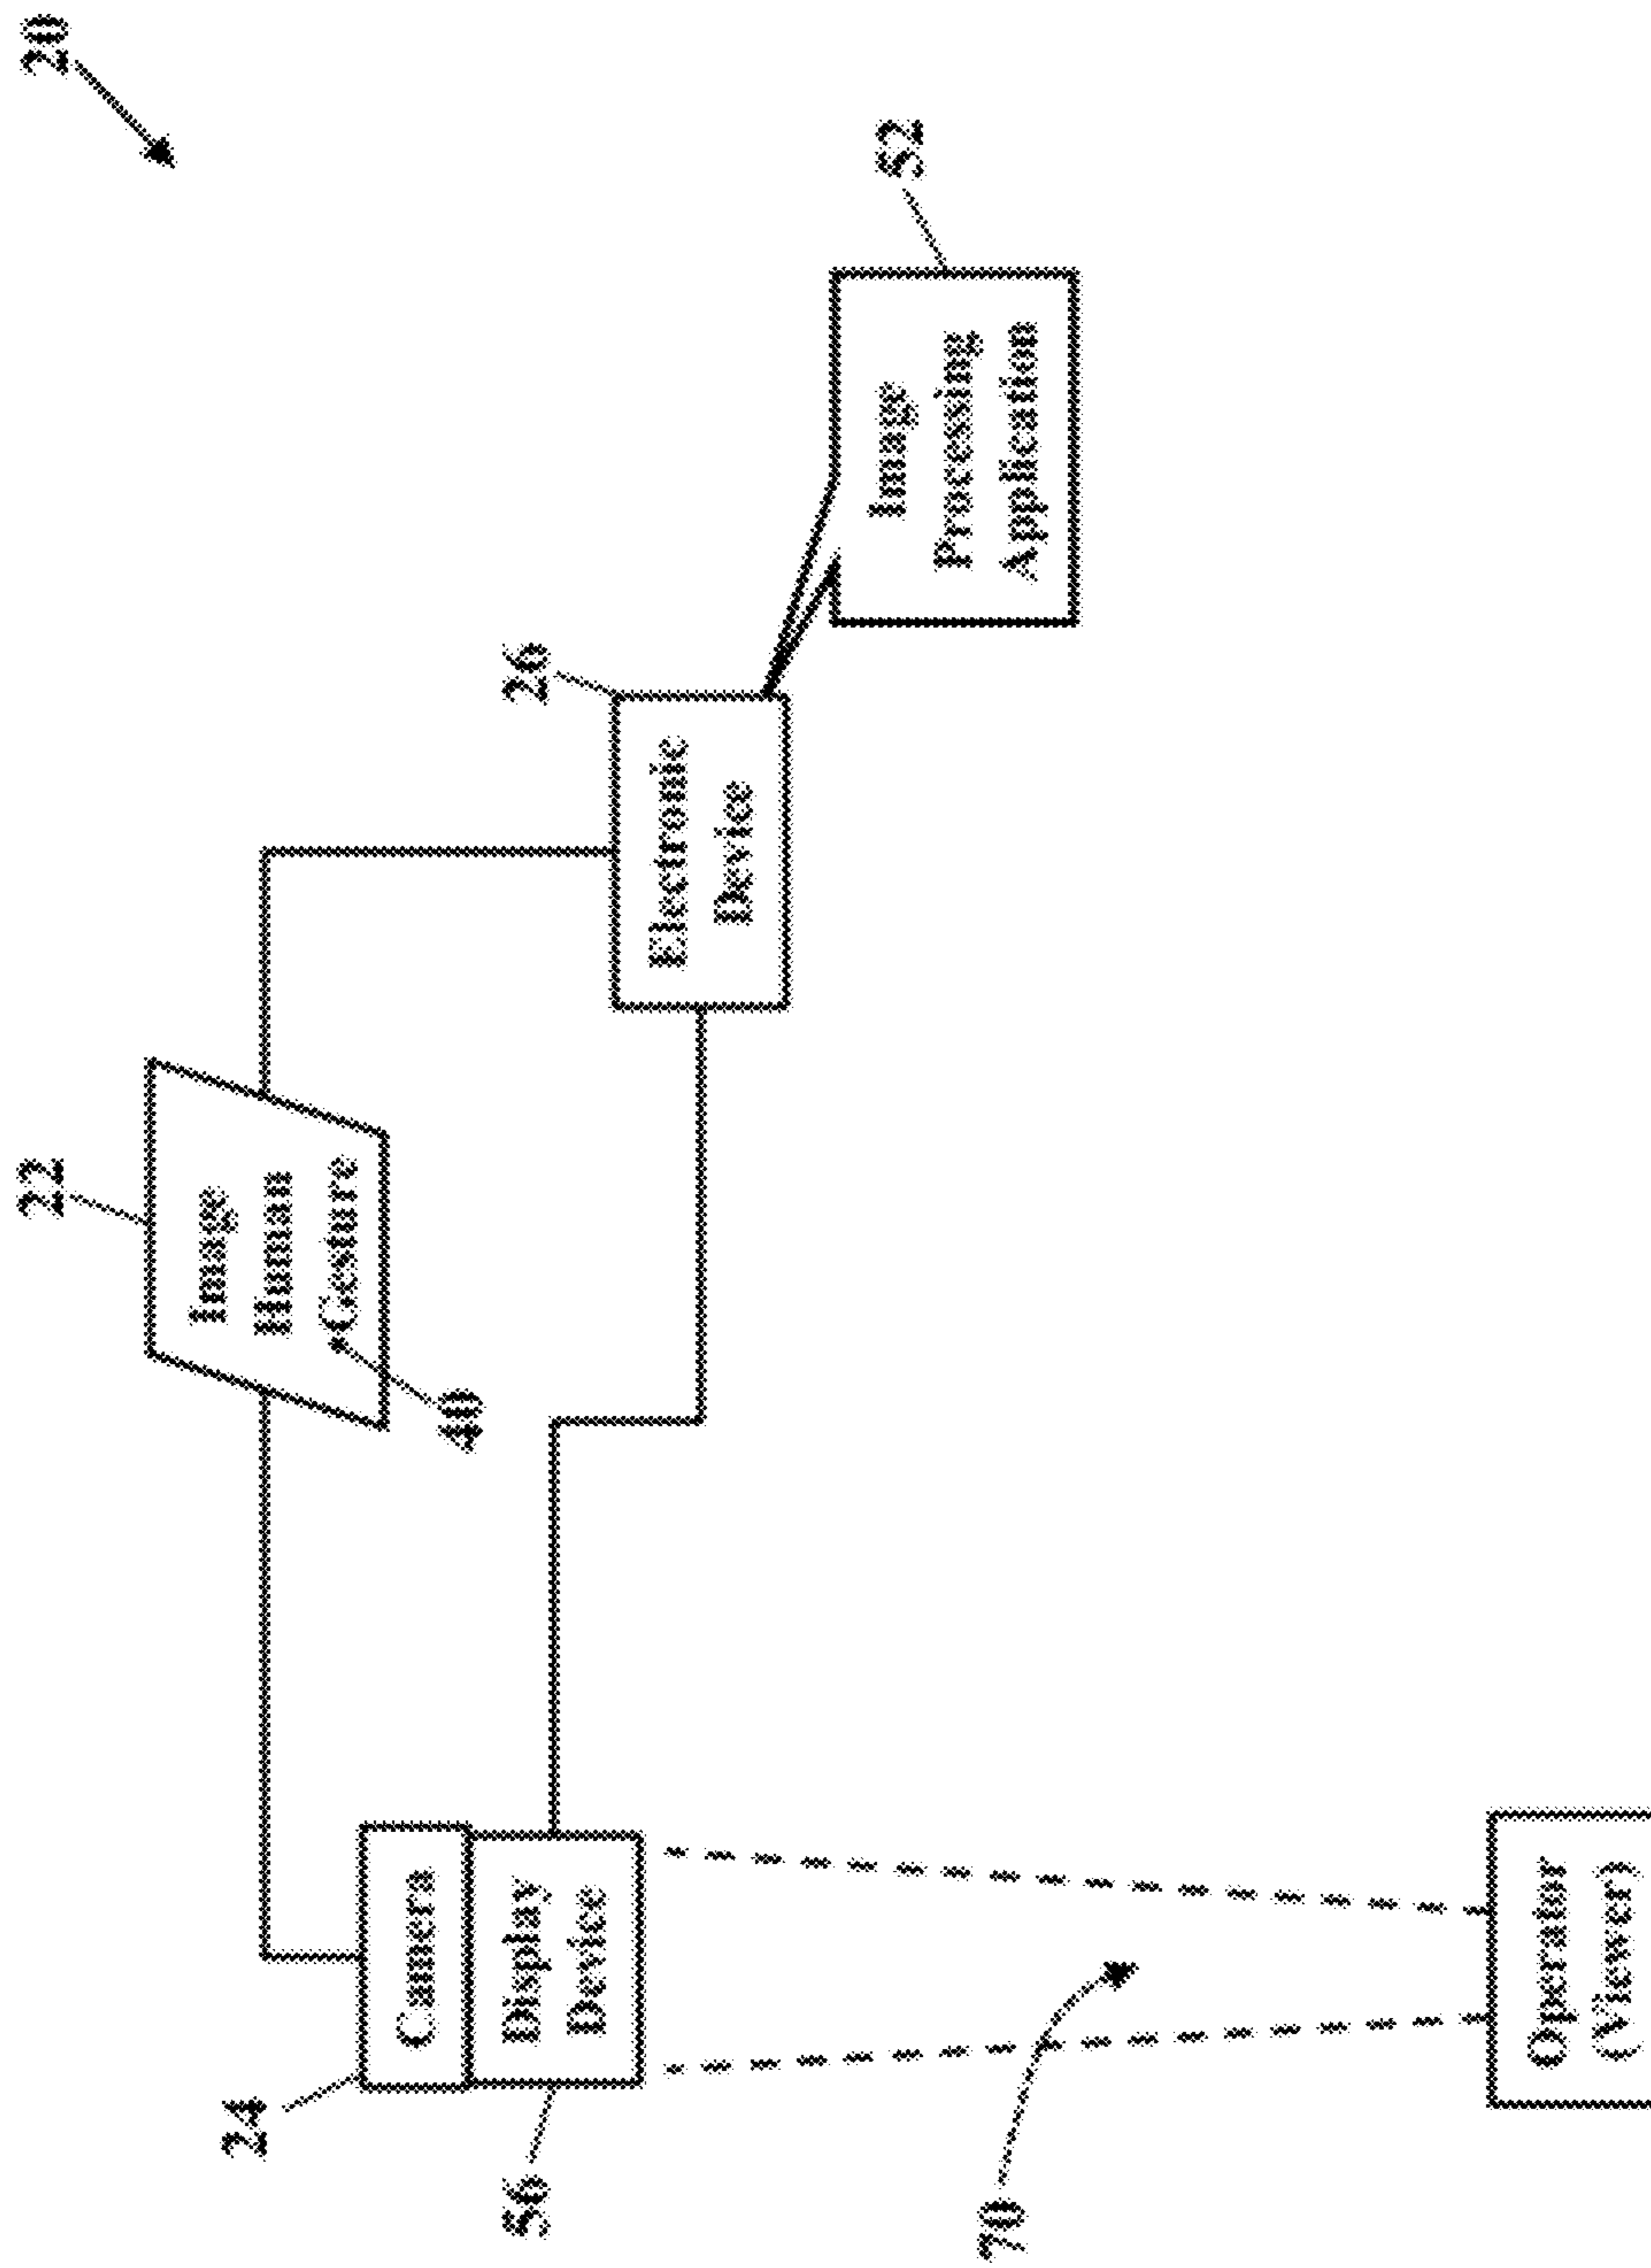 20
22
Image
Human
Gesture
40
24
Camera
56
Display
Device
26
Electronic
Device
52
Image
Processing
Application
70
Operator
(Viewer)